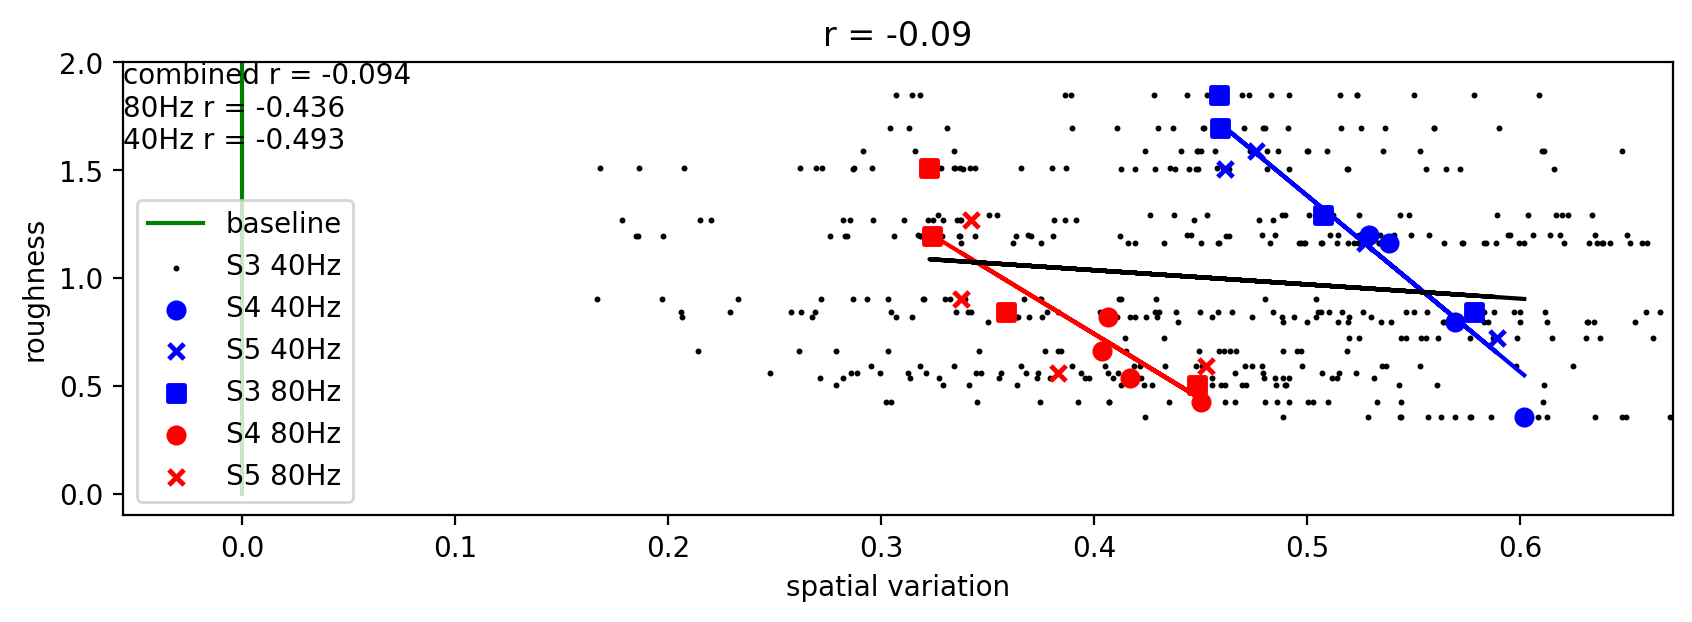 r = -0.09
combined r = -0.094
80Hz r = -0.436
40Hz r = -0.493
baseline
S3 40Hz
S4 40Hz
S5 40Hz
S3 80Hz
S4 80Hz
S5 80Hz
roughness
2.0
1.5
1.0
0.5
0.0
0.0 0.1 0.2 0.3 0.4 0.5 0.6
spatial variation